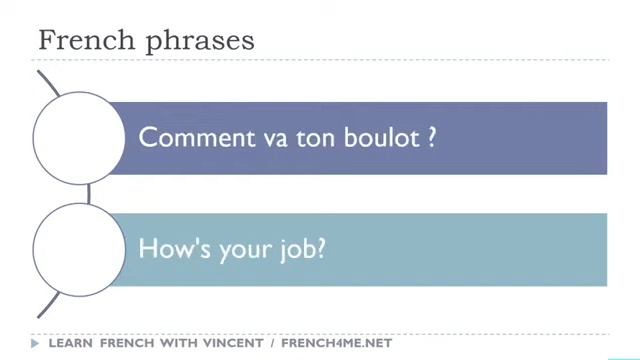 French phrases
Comment va ton boulot ?
How's your job?
LEARN FRENCH WITH VINCENT / FRENCH4ME.NET